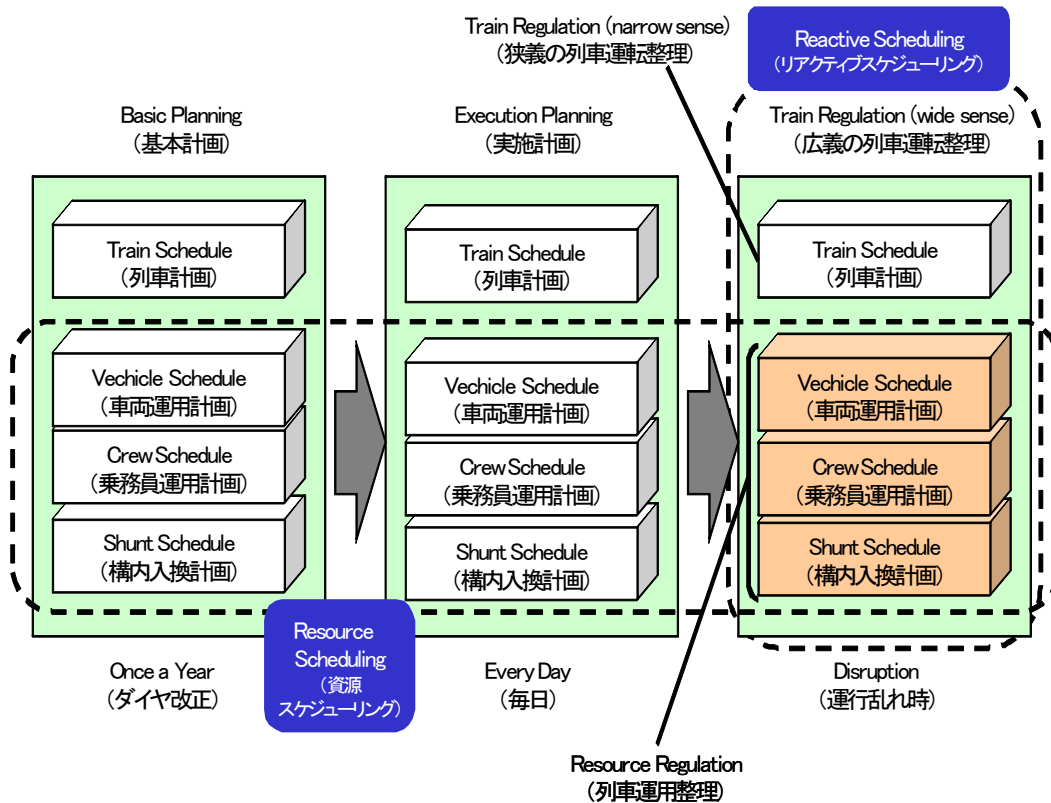 Train Regulation (narrow sense)
(狭義の列車運転整理)
Reactive Scheduling
(リアクティブスケジューリング)
Basic Planning
(基本計画)
Execution Planning
(実施計画)
Train Regulation (wide sense)
(広義の列車運転整理)
Train Schedule
(列車計画)
Train Schedule
(列車計画)
Train Schedule
(列車計画)
Vechicle Schedule
(車両運用計画)
Vechicle Schedule
(車両運用計画)
Vechicle Schedule
(車両運用計画)
Crew Schedule
(乗務員運用計画)
Crew Schedule
(乗務員運用計画)
Crew Schedule
(乗務員運用計画)
Shunt Schedule
(構内入換計画)
Shunt Schedule
(構内入換計画)
Shunt Schedule
(構内入換計画)
Resource
Scheduling
(資源
スケジューリング)
Once a Year
(ダイヤ改正)
Every Day
(毎日)
Disruption
(運行乱れ時)
Resource Regulation
(列車運用整理)